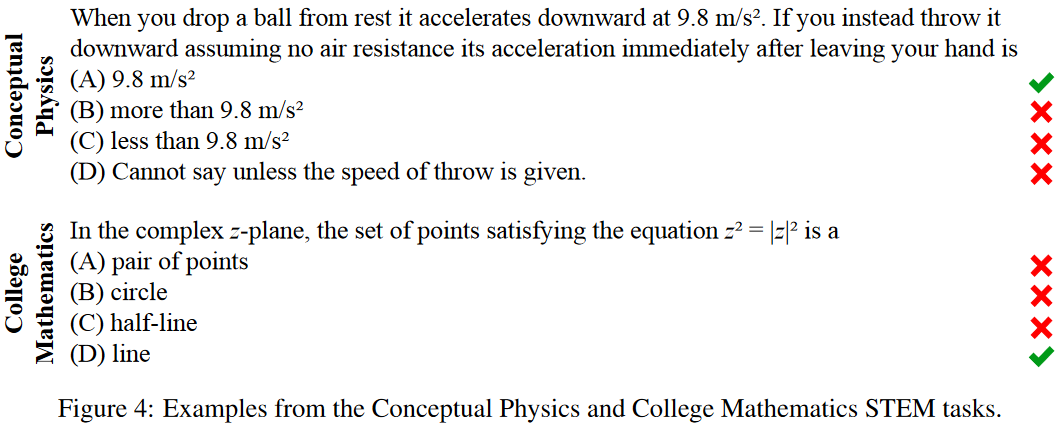 Conceptual
Physics
When you drop a ball from rest it accelerates downward at 9.8 m/s². If you instead throw it
downward assuming no air resistance its acceleration immediately after leaving your hand is
(A) 9.8 m/s²
(B) more than 9.8 m/s²
(C) less than 9.8 m/s²
(D) Cannot say unless the speed of throw is given.
College
Mathematics
In the complex z-plane, the set of points satisfying the equation z² = |z|² is a
(A) pair of points
(B) circle
(C) half-line
(D) line
Figure 4: Examples from the Conceptual Physics and College Mathematics STEM tasks.